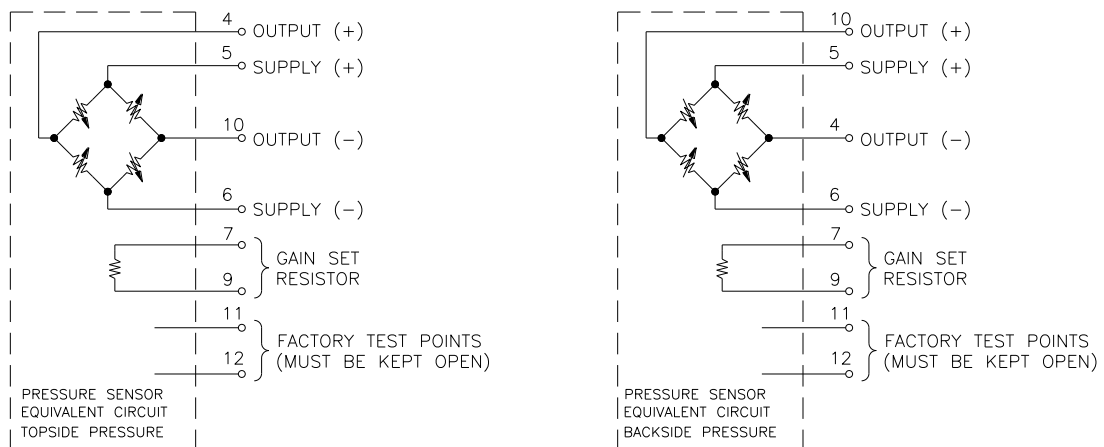 4
OUTPUT (+)
5
SUPPLY (+)
10
OUTPUT (−)
6
SUPPLY (−)
7
GAIN SET
RESISTOR
9
11
FACTORY TEST POINTS
(MUST BE KEPT OPEN)
12
PRESSURE SENSOR
EQUIVALENT CIRCUIT
TOPSIDE PRESSURE
10
OUTPUT (+)
5
SUPPLY (+)
4
OUTPUT (−)
6
SUPPLY (−)
7
GAIN SET
RESISTOR
9
11
FACTORY TEST POINTS
(MUST BE KEPT OPEN)
12
PRESSURE SENSOR
EQUIVALENT CIRCUIT
BACKSIDE PRESSURE